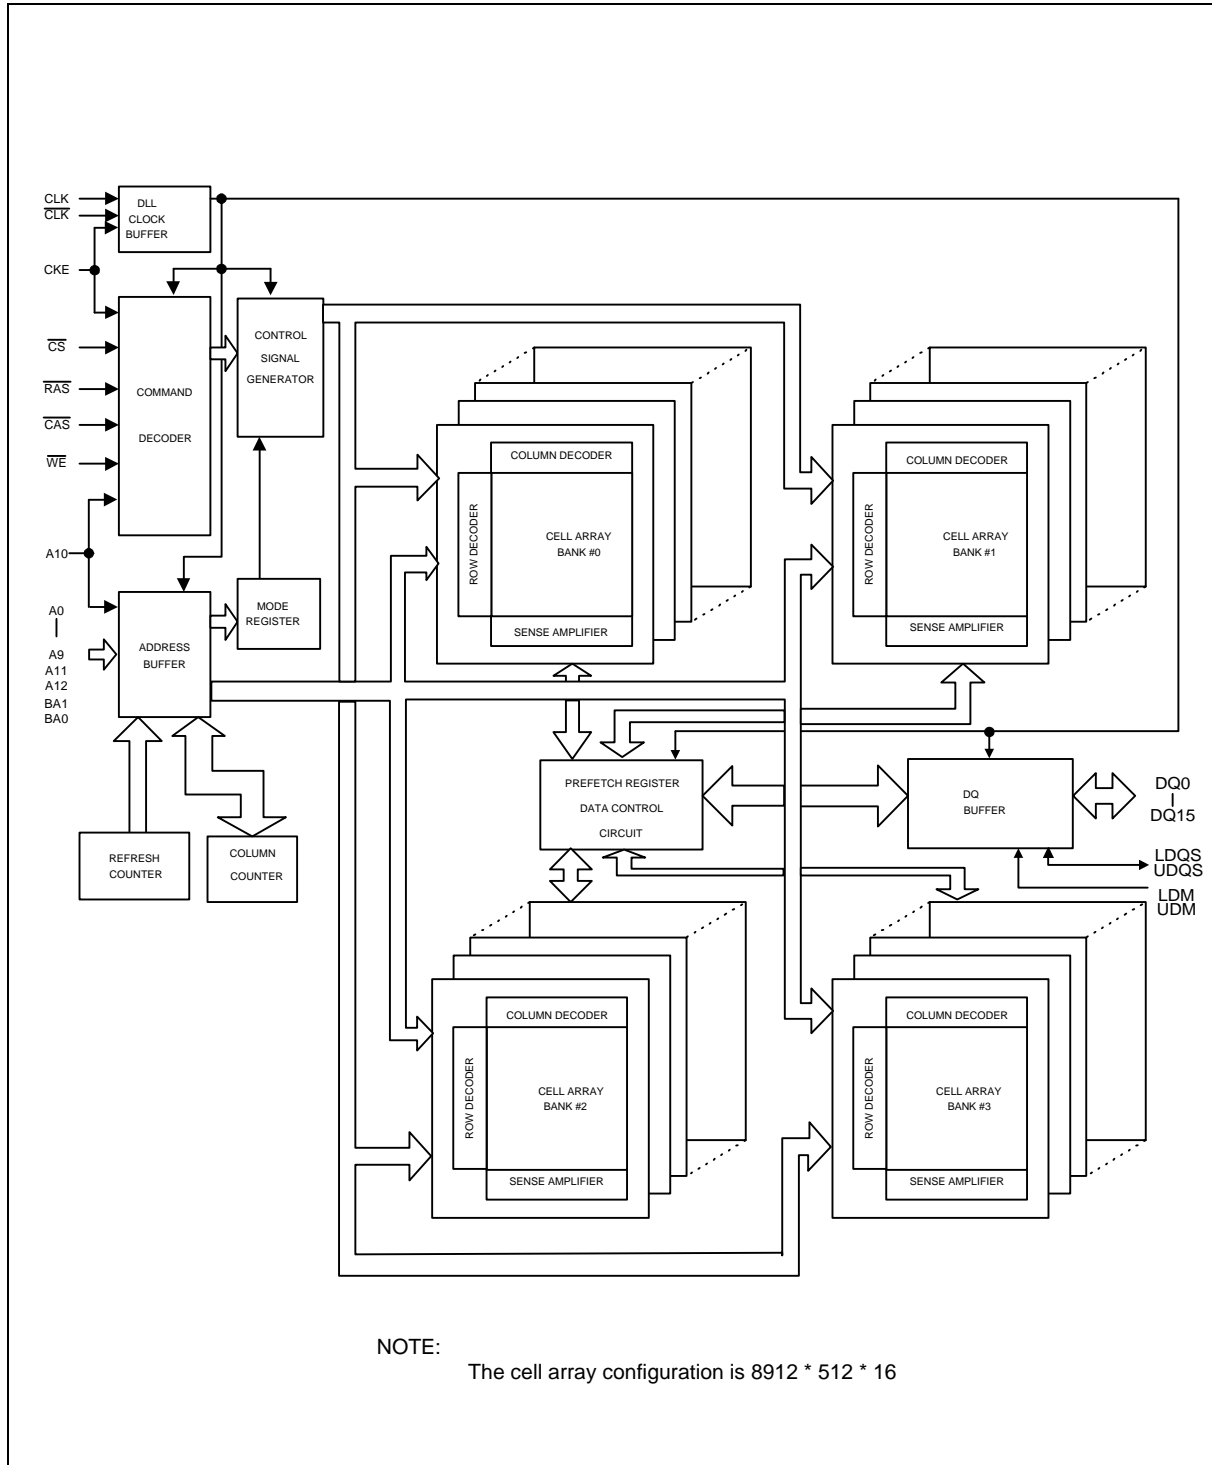 CLK
CLK
CKE
CS
RAS
CAS
WE
A10
A0
A9
A11
A12
BA1
BA0
DLL
CLOCK
BUFFER
COMMAND
DECODER
CONTROL
SIGNAL
GENERATOR
ADDRESS
BUFFER
MODE
REGISTER
REFRESH
COUNTER
COLUMN
COUNTER
COLUMN DECODER
ROW DECODER
CELL ARRAY
BANK #0
SENSE AMPLIFIER
COLUMN DECODER
ROW DECODER
CELL ARRAY
BANK #1
SENSE AMPLIFIER
PREFETCH REGISTER
DATA CONTROL
CIRCUIT
DQ
BUFFER
DQ0
DQ15
LDQS
UDQS
LDM
UDM
COLUMN DECODER
ROW DECODER
CELL ARRAY
BANK #2
SENSE AMPLIFIER
COLUMN DECODER
ROW DECODER
CELL ARRAY
BANK #3
SENSE AMPLIFIER
NOTE:
The cell array configuration is 8912 * 512 * 16